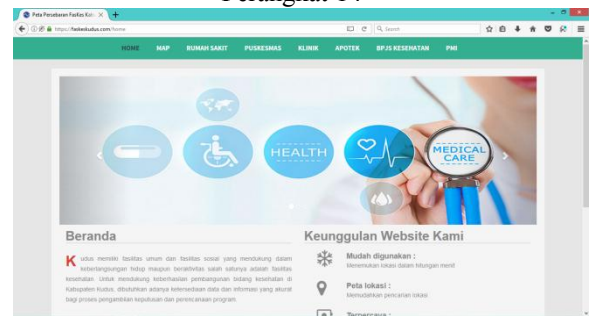 Perangkat 14
Peta Persebaran Fasilitas Kab
https://faskeskudus.com/home
Search
HOME MAP RUMAH SAKIT PUSKESMAS KLINIK APOTEK BPJS KESEHATAN PMI
HEALTH
MEDICAL
CARE
Beranda
Kudus memiliki fasilitas umum dan fasilitas sosial yang mendukung dalam
keberlangsungan hidup maupun beraktivitas salah satunya adalah fasilitas
kesehatan. Untuk mendukung keberhasilan pembangunan bidang kesehatan di
Kabupaten Kudus, dibutuhkan adanya ketersediaan data dan informasi yang akurat
bagi proses pengambilan keputusan dan perencanaan program.
Keunggulan Website Kami
Mudah digunakan :
Menemukan lokasi dalam hitungan menit
Peta lokasi :
Memudahkan pencarian lokasi
Terpercaya :